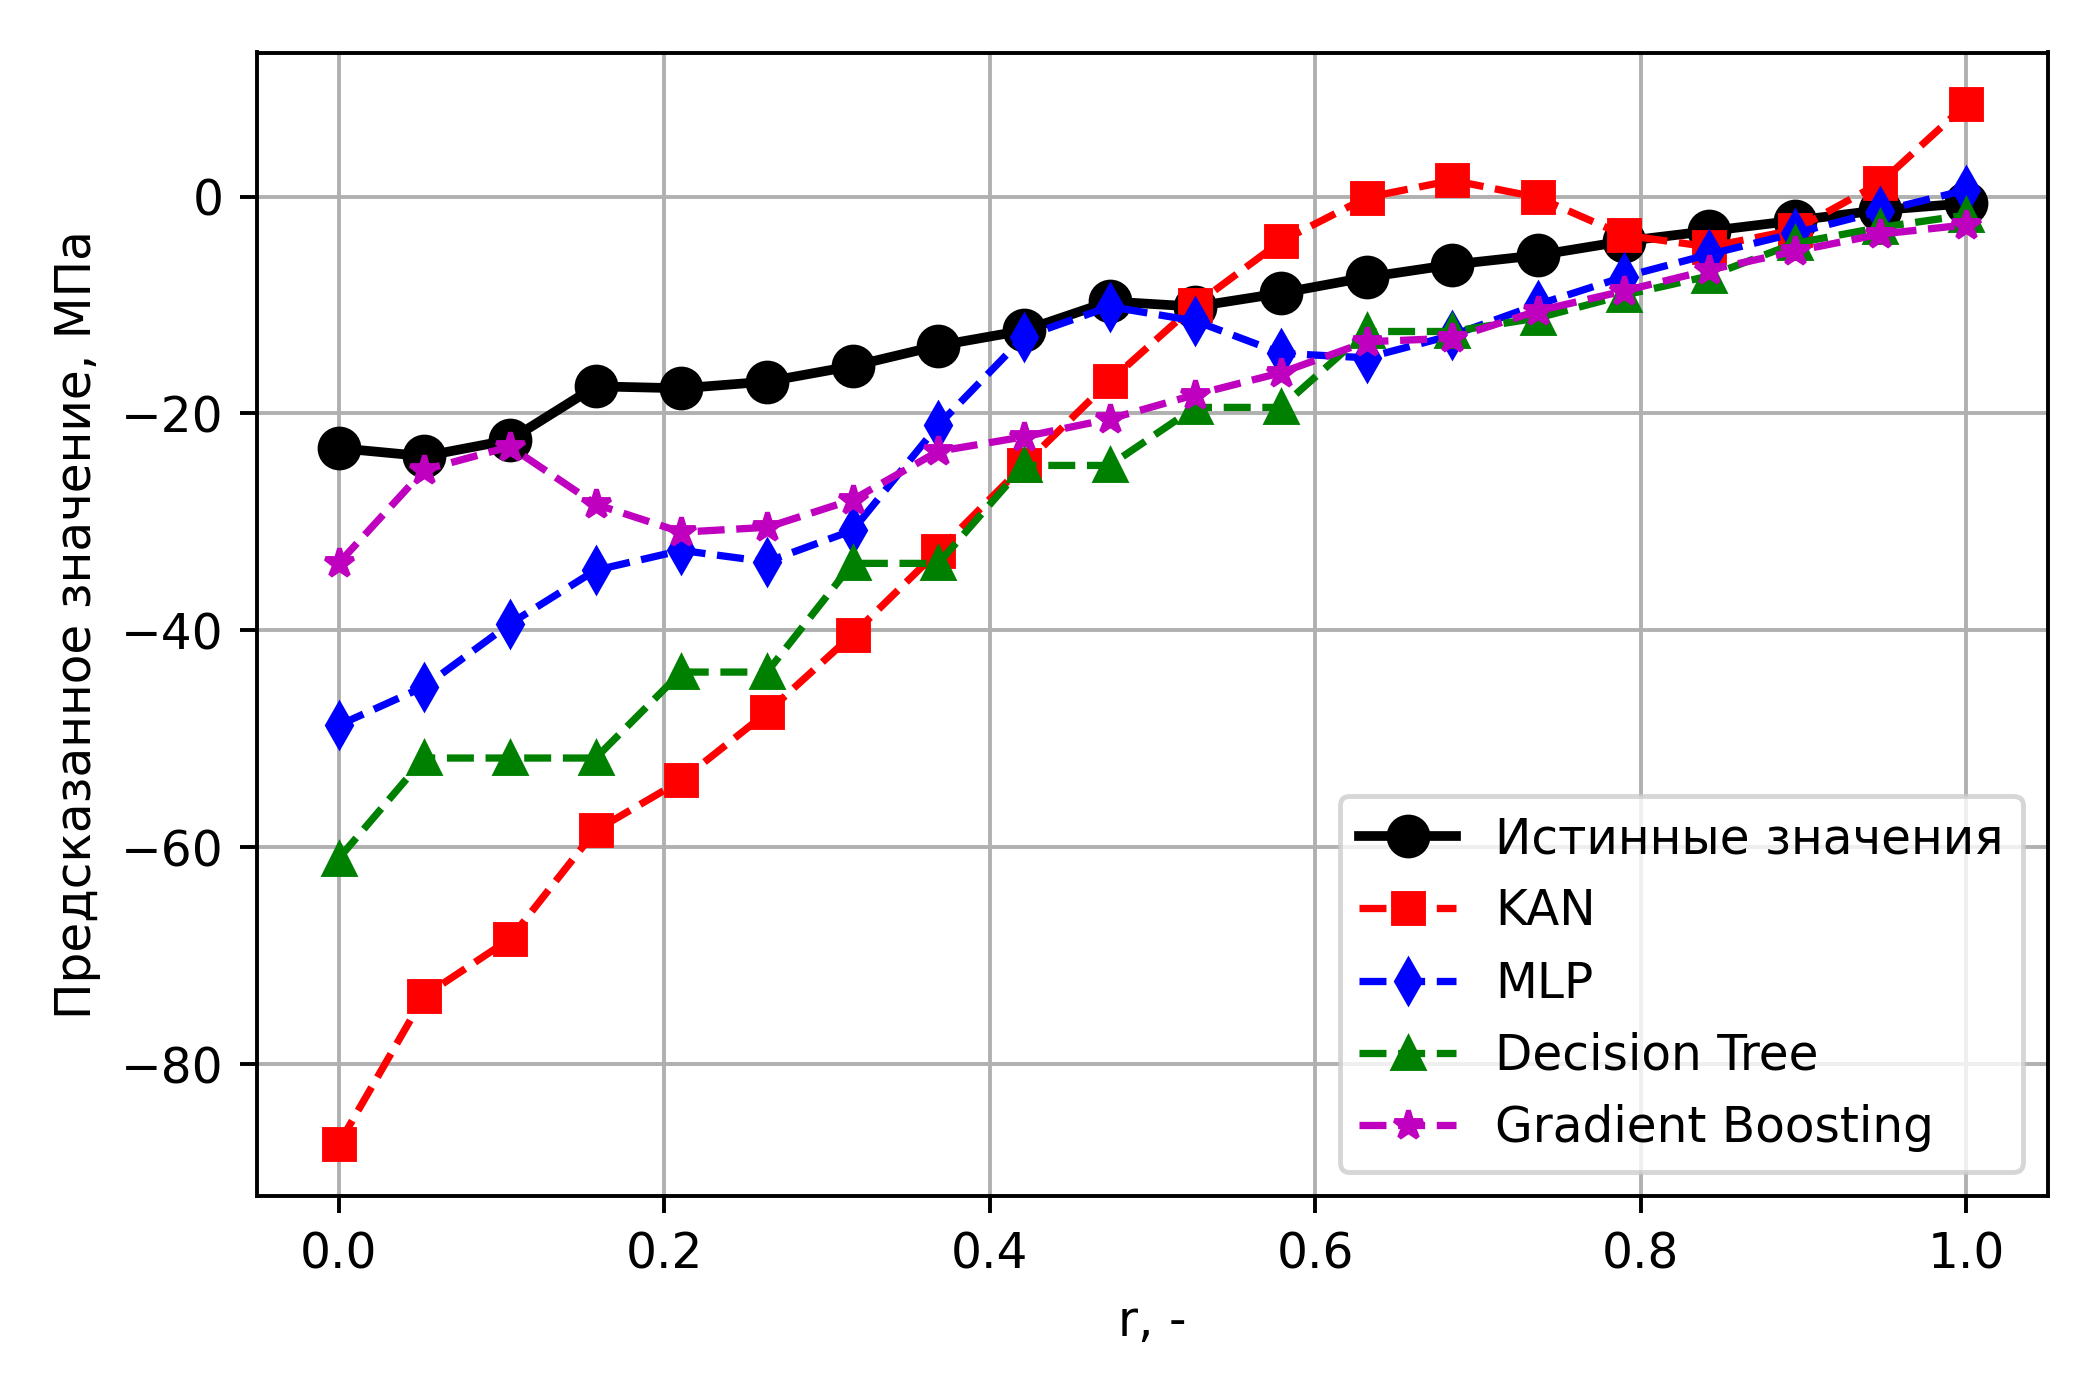 Предсказанное значение, МПа
0
−20
−40
−60
−80
0.0 0.2 0.4 0.6 0.8 1.0
r, -
Истинные значения
KAN
MLP
Decision Tree
Gradient Boosting